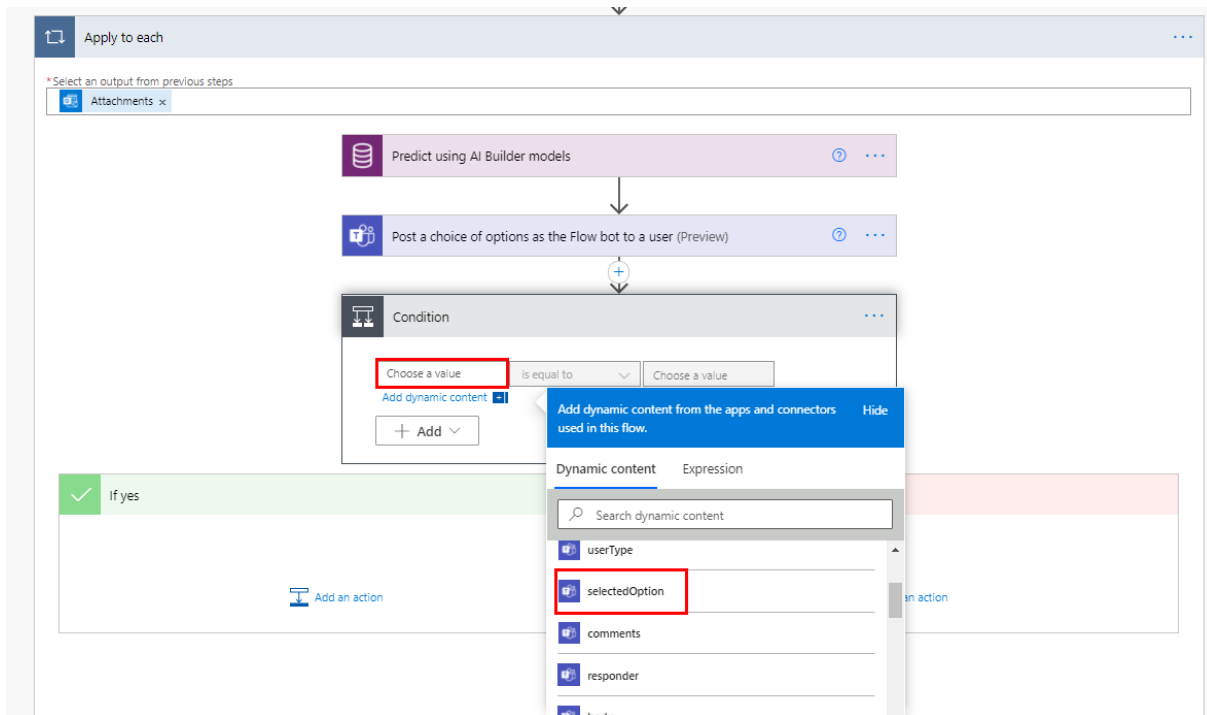 Apply to each
*Select an output from previous steps
Attachments ×
Predict using AI Builder models
Post a choice of options as the Flow bot to a user (Preview)
Condition
Choose a value is equal to Choose a value
Add dynamic content
Add
Add dynamic content from the apps and connectors Hide
used in this flow.
Dynamic content Expression
Search dynamic content
userType
selectedOption
comments
responder
If yes
Add an action
an action